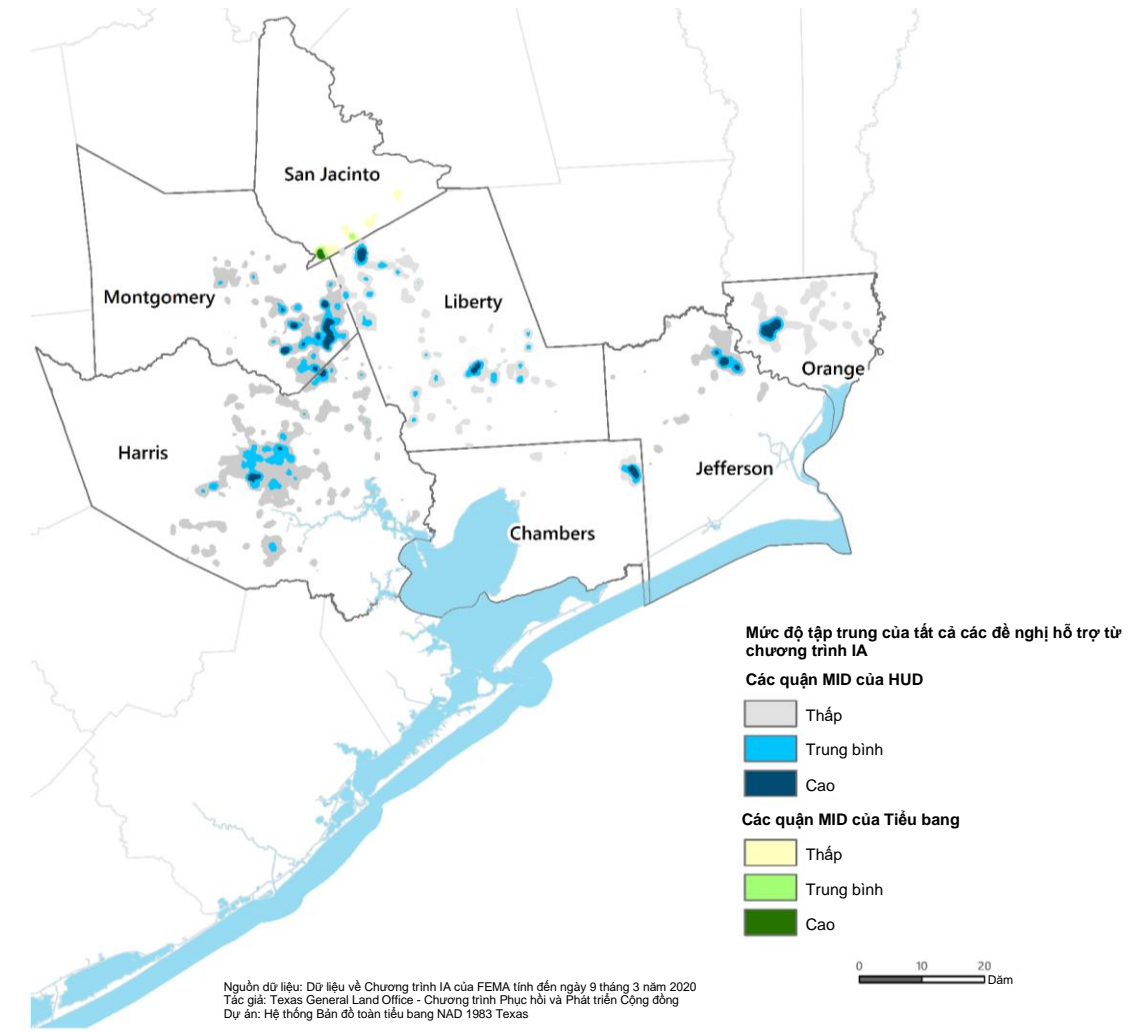 San Jacinto
Montgomery
Liberty
Orange
Harris
Jefferson
Chambers
Mức độ tập trung của tất cả các đề nghị hỗ trợ từ
chương trình IA
Các quận MID của HUD
Thấp
Trung bình
Cao
Các quận MID của Tiểu bang
Thấp
Trung bình
Cao
0 10 20
Dăm
Nguồn dữ liệu: Dữ liệu về Chương trình IA của FEMA tính đến ngày 9 tháng 3 năm 2020
Tác giả: Texas General Land Office - Chương trình Phục hồi và Phát triển Cộng đồng
Dự án: Hệ thống Bản đồ toàn tiểu bang NAD 1983 Texas